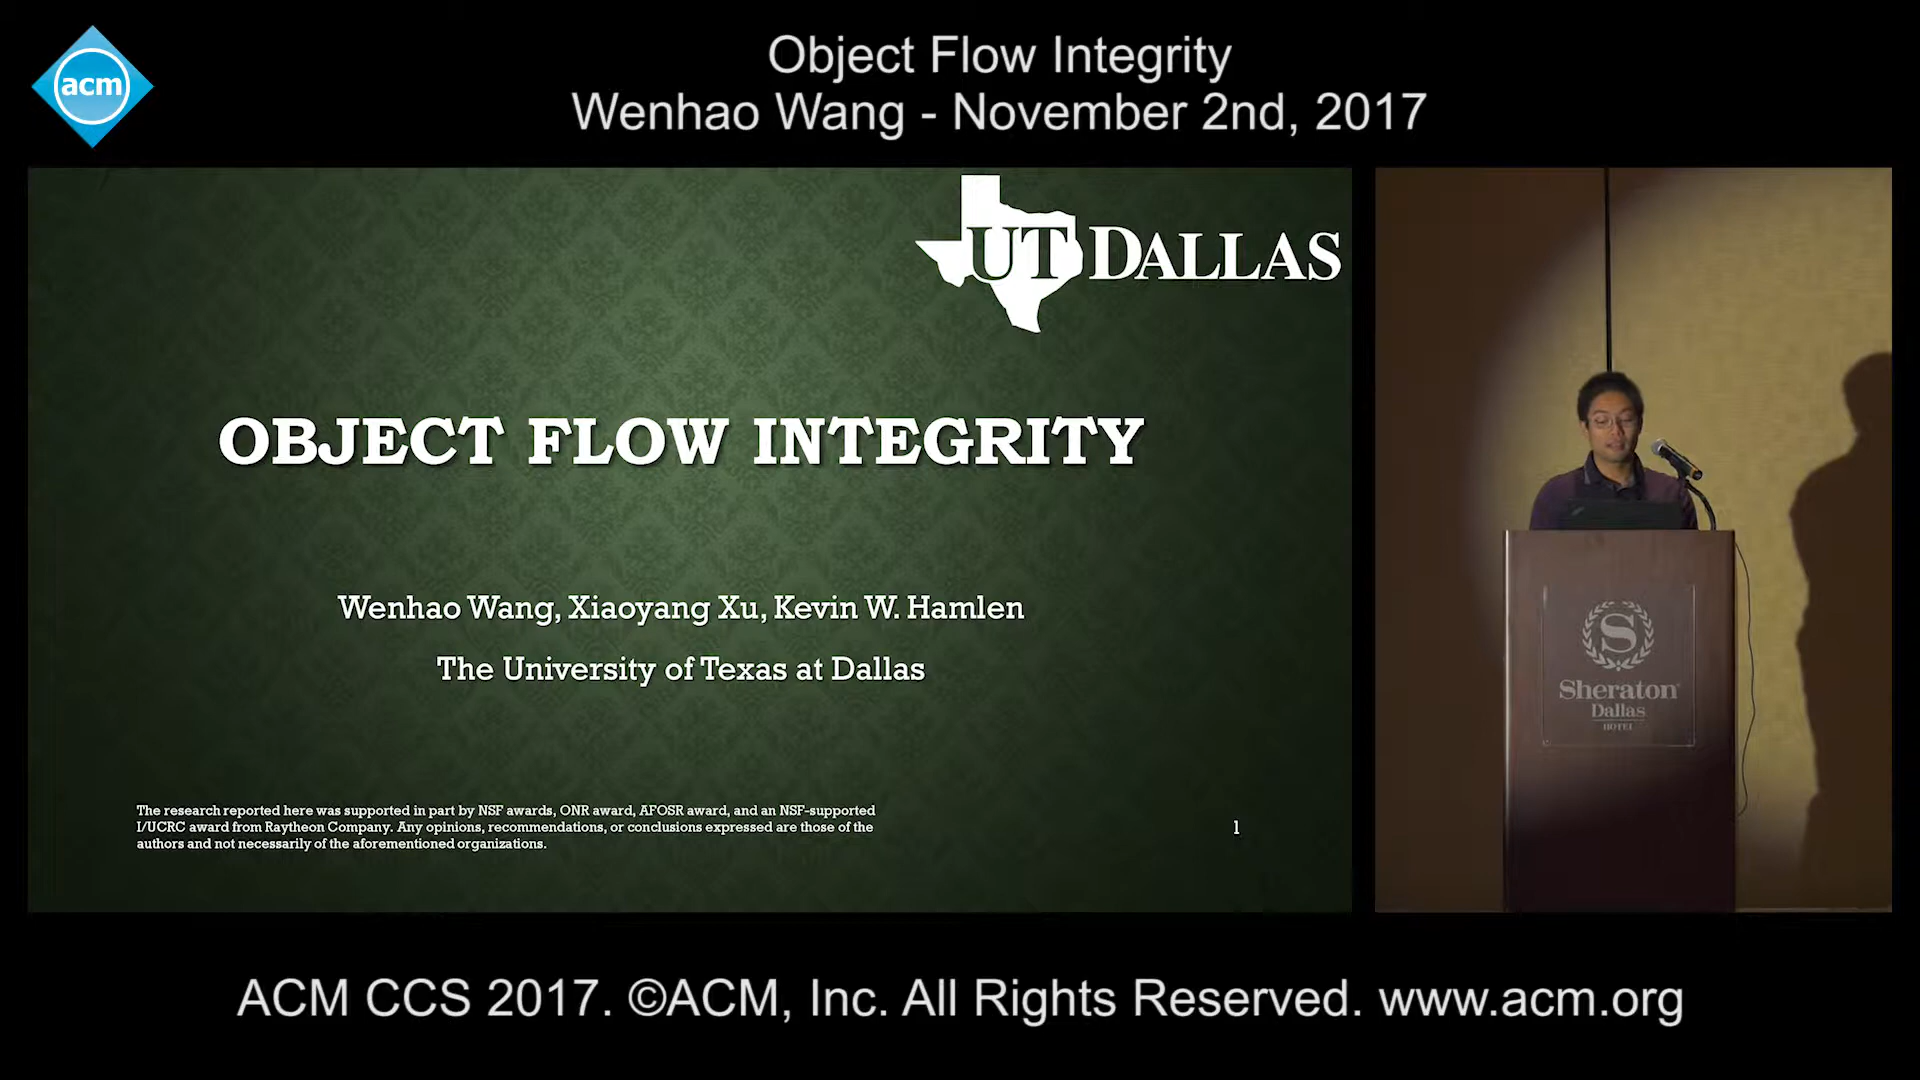 acm
Object Flow Integrity
Wenhao Wang - November 2nd, 2017
UT DALLAS
OBJECT FLOW INTEGRITY
Wenhao Wang, Xiaoyang Xu, Kevin W. Hamlen
The University of Texas at Dallas
The research reported here was supported in part by NSF awards, ONR award, AFOSR award, and an NSF-supported
I/UCRC award from Raytheon Company. Any opinions, recommendations, or conclusions expressed are those of the
authors and not necessarily of the aforementioned organizations.
1
S
Sheraton
Dallas
HOTEL
ACM CCS 2017. ©ACM, Inc. All Rights Reserved. www.acm.org